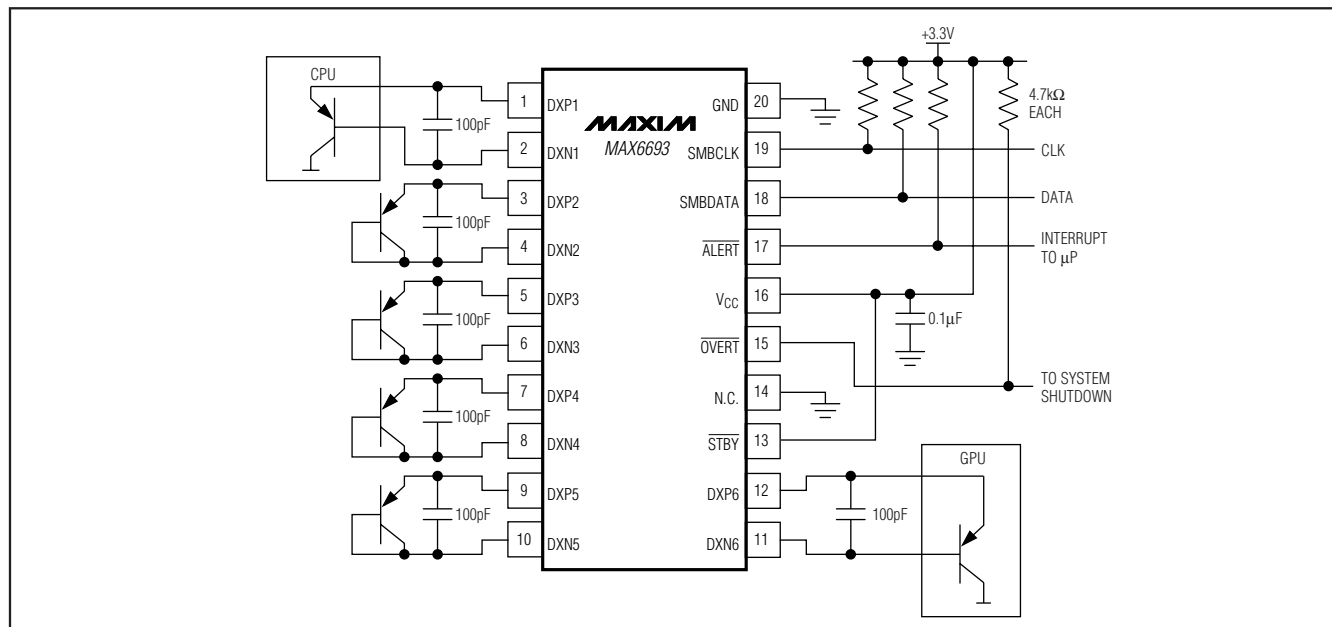 +3.3V
CPU
4.7kΩ
EACH
1
DXP1
GND
20
100pF
MAXIM
MAX6693
2
DXN1
SMBCLK
19
CLK
3
DXP2
SMBDATA
18
DATA
100pF
4
DXN2
ALERT
17
INTERRUPT
TO µP
5
DXP3
VCC
16
100pF
0.1µF
6
DXN3
OVERT
15
7
DXP4
N.C.
14
TO SYSTEM
SHUTDOWN
100pF
8
DXN4
STBY
13
GPU
9
DXP5
DXP6
12
100pF
100pF
10
DXN5
DXN6
11